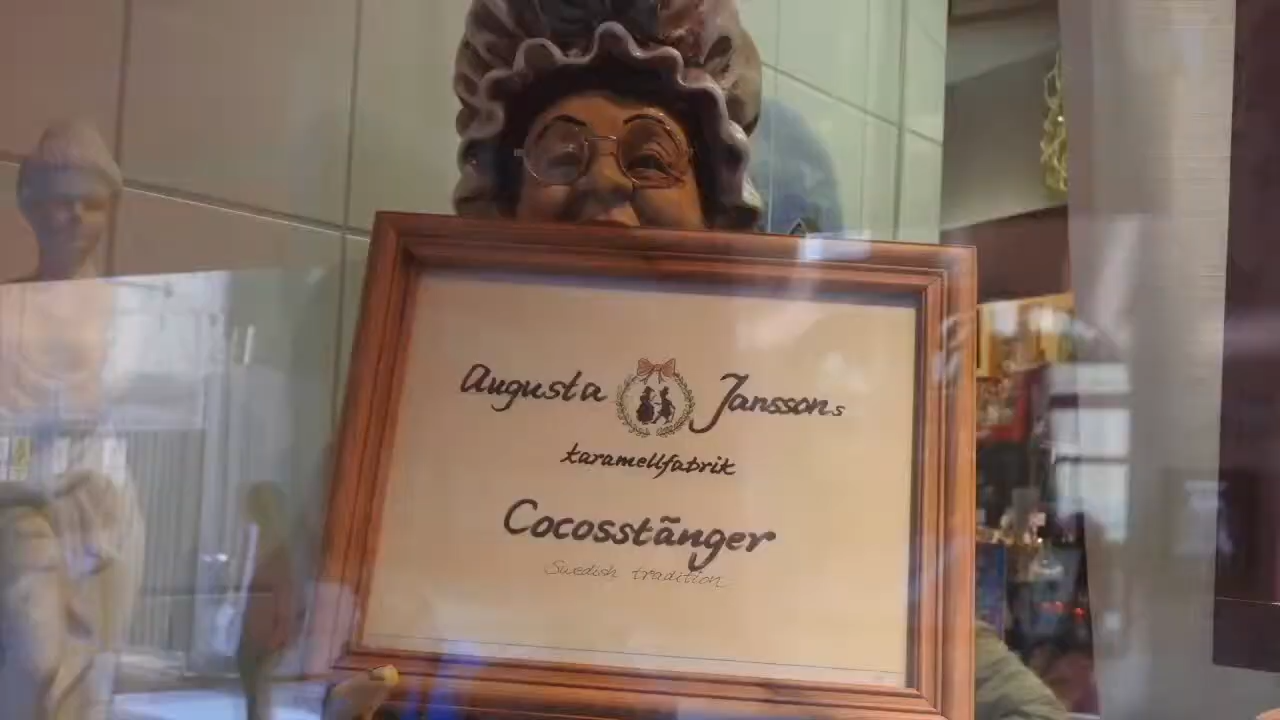 Augusta Janssons
karamellfabrik
Cocosstänger
Swedish tradition